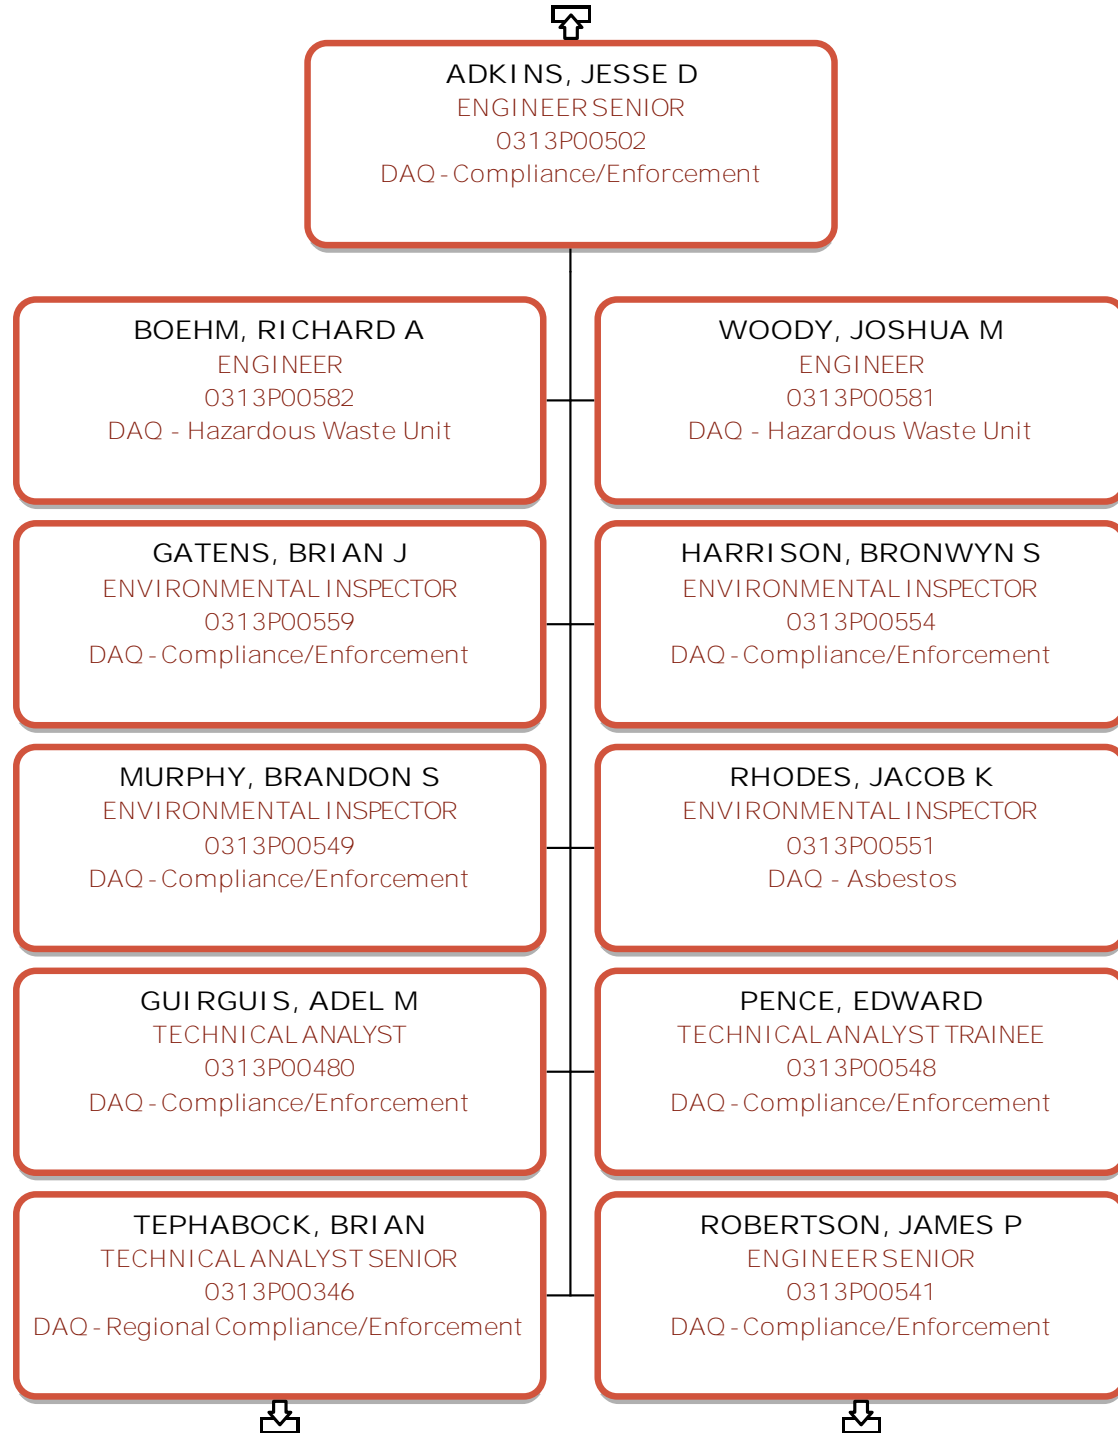 ADKINS, JESSE D
ENGINEER SENIOR
0313P00502
DAQ - Compliance/Enforcement
BOEHM, RICHARD A
ENGINEER
0313P00582
DAQ - Hazardous Waste Unit
WOODY, JOSHUA M
ENGINEER
0313P00581
DAQ - Hazardous Waste Unit
GATENS, BRIAN J
ENVIRONMENTAL INSPECTOR
0313P00559
DAQ - Compliance/Enforcement
HARRISON, BRONWYN S
ENVIRONMENTAL INSPECTOR
0313P00554
DAQ - Compliance/Enforcement
MURPHY, BRANDON S
ENVIRONMENTAL INSPECTOR
0313P00549
DAQ - Compliance/Enforcement
RHODES, JACOB K
ENVIRONMENTAL INSPECTOR
0313P00551
DAQ - Asbestos
GUIRGUIS, ADEL M
TECHNICAL ANALYST
0313P00480
DAQ - Compliance/Enforcement
PENCE, EDWARD
TECHNICAL ANALYST TRAINEE
0313P00548
DAQ - Compliance/Enforcement
TEPHABOCK, BRIAN
TECHNICAL ANALYST SENIOR
0313P00346
DAQ - Regional Compliance/Enforcement
ROBERTSON, JAMES P
ENGINEER SENIOR
0313P00541
DAQ - Compliance/Enforcement